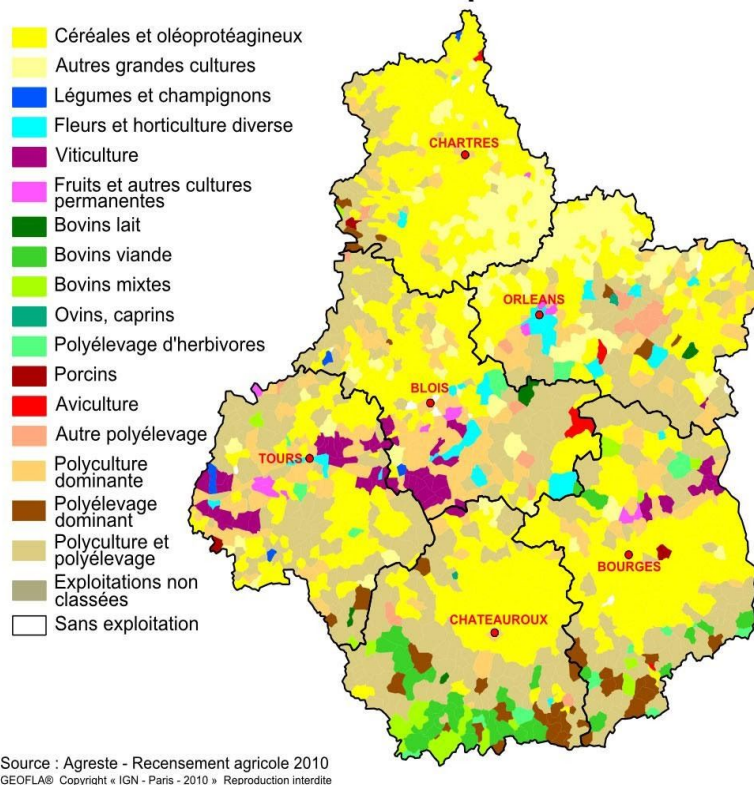 Céréales et oléoprotéagineux
Autres grandes cultures
Légumes et champignons
Fleurs et horticulture diverse
Viticulture
Fruits et autres cultures
permanentes
Bovins lait
Bovins viande
Bovins mixtes
Ovins, caprins
Polyélevage d'herbivores
Porcins
Aviculture
Autre polyélevage
Polyculture
dominante
Polyélevage
dominant
Polyculture et
polyélevage
Exploitations non
classées
Sans exploitation
CHARTRES
ORLEANS
BLOIS
TOURS
BOURGES
CHATEAUROUX
Source : Agreste - Recensement agricole 2010
GEOFLA® Copyright « IGN - Paris - 2010 » Reproduction interdite